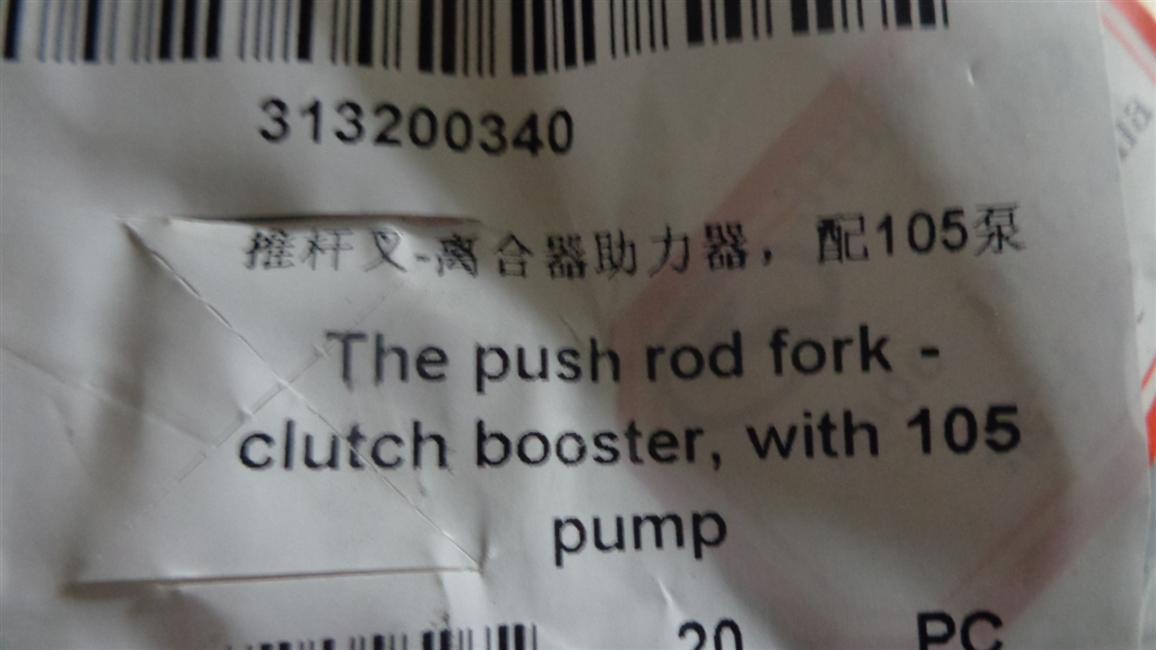 313200340
推杆叉-离合器助力器，配105泵
The push rod fork -
clutch booster, with 105
pump
20 PC